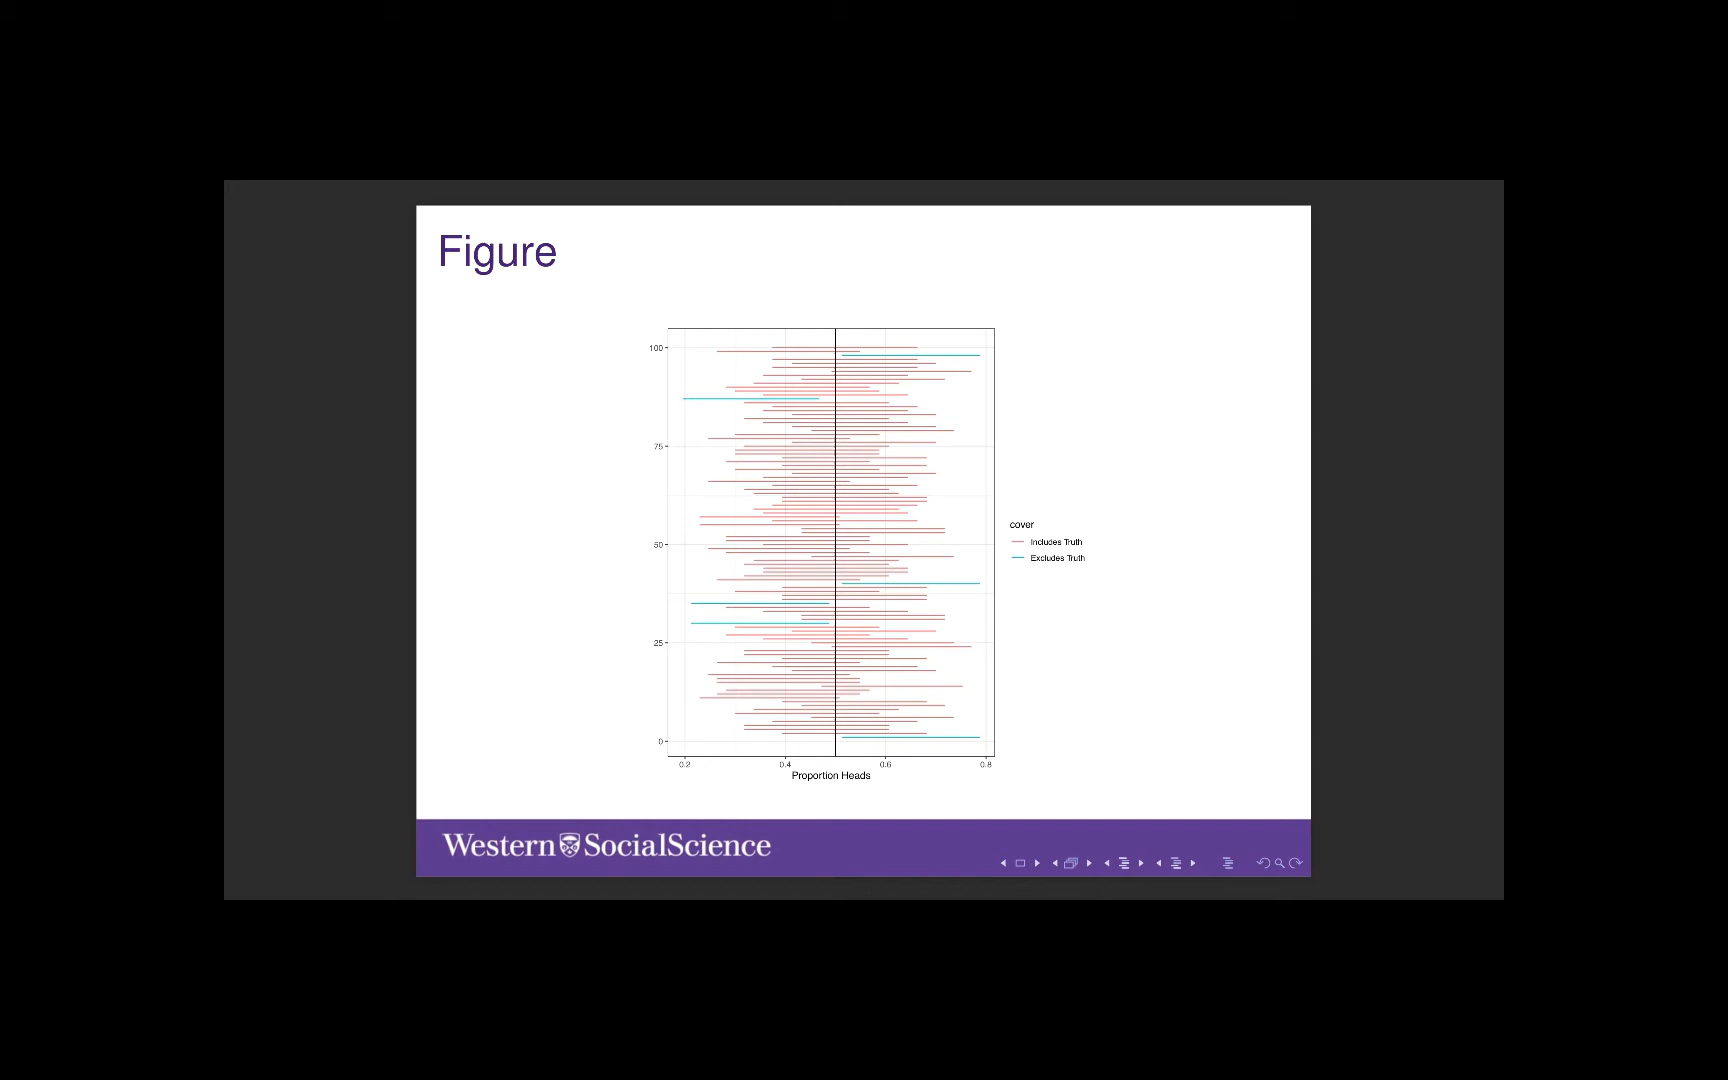 Figure
100
75
50
25
0
0.2 0.4 0.6 0.8
Proportion Heads
cover
Includes Truth
Excludes Truth
Western SocialScience